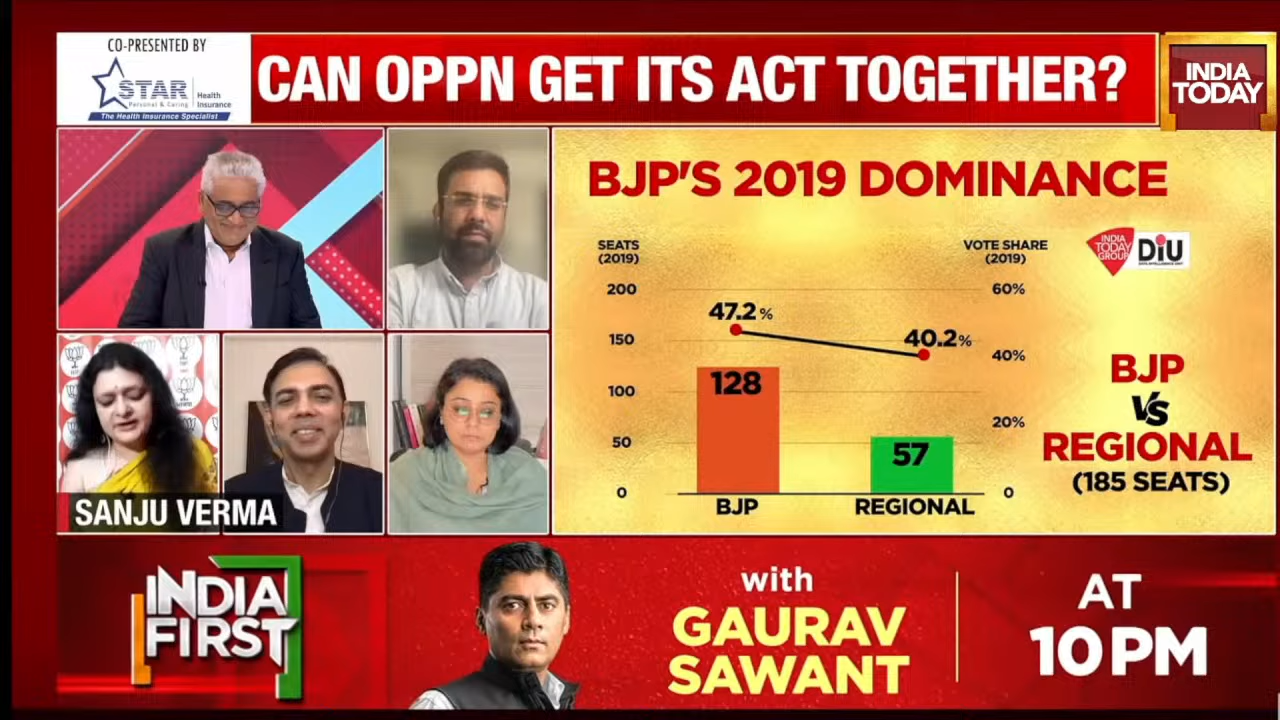 CO-PRESENTED BY
STAR Health Insurance
Personal & Caring
The Health Insurance Specialist
CAN OPPN GET ITS ACT TOGETHER?
INDIA
TODAY
BJP'S 2019 DOMINANCE
SEATS
(2019)
VOTE SHARE
(2019)
INDIA
TODAY
GROUP
DiU
200
150
100
50
0
60%
40%
20%
0
47.2%
40.2%
128
57
BJP
REGIONAL
BJP
VS
REGIONAL
(185 SEATS)
SANJU VERMA
INDIA
FIRST
with
GAURAV
SAWANT
AT
10 PM